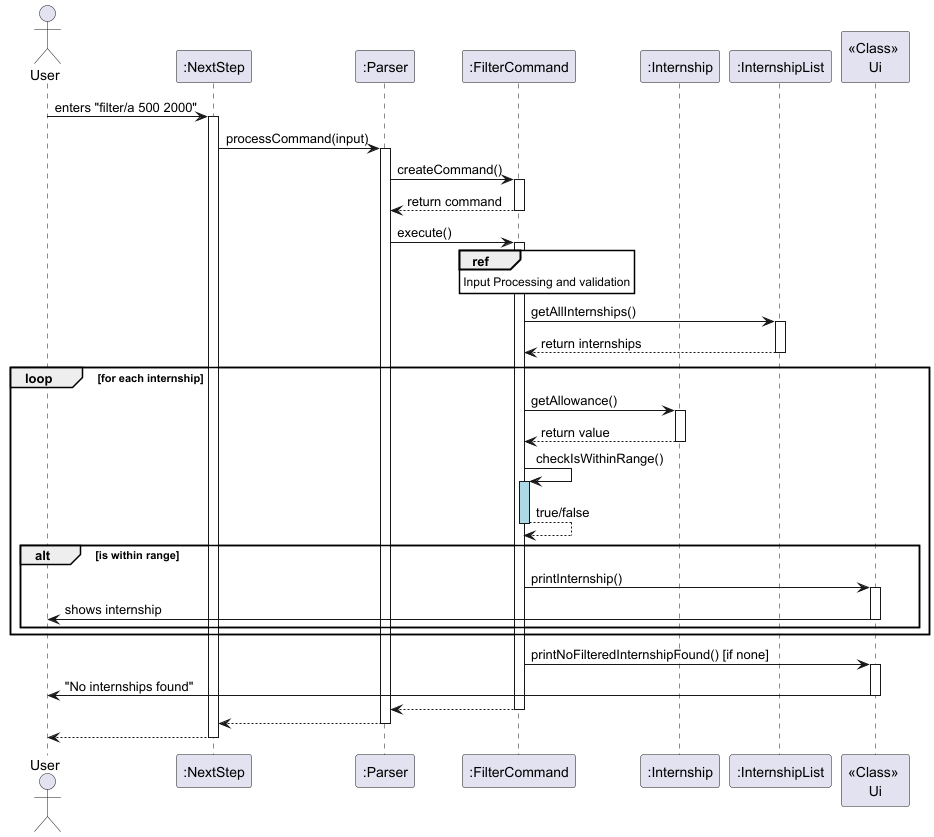 User
:NextStep
:Parser
:FilterCommand
:Internship
:InternshipList
«Class»
Ui
enters "filter/a 500 2000"
processCommand(input)
createCommand()
return command
execute()
ref
Input Processing and validation
getAllInternships()
return internships
loop
[for each internship]
getAllowance()
return value
checkIsWithinRange()
true/false
alt
[is within range]
printInternship()
shows internship
printNoFilteredInternshipFound() [if none]
"No internships found"
User
:NextStep
:Parser
:FilterCommand
:Internship
:InternshipList
«Class»
Ui